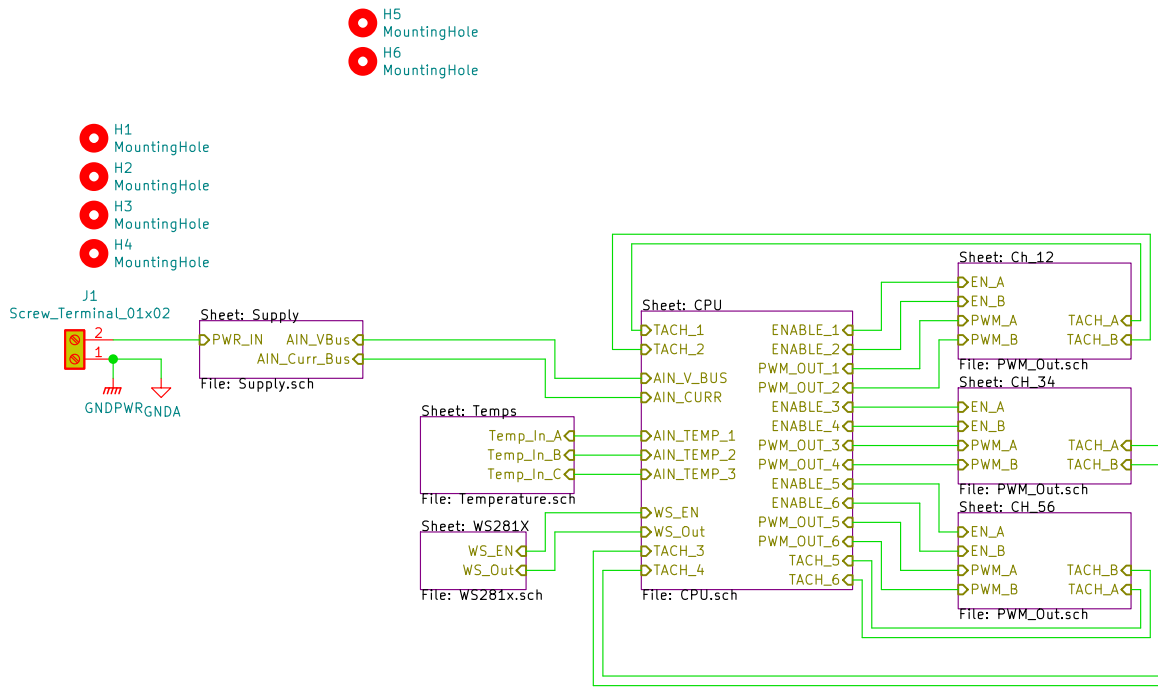 H5
MountingHole
H6
MountingHole
H1
MountingHole
H2
MountingHole
H3
MountingHole
H4
MountingHole
J1
Screw_Terminal_01x02
2
1
GNDPWR
GNDA
Sheet: Supply
PWR_IN
AIN_VBus
AIN_Curr_Bus
File: Supply.sch
Sheet: Temps
Temp_In_A
Temp_In_B
Temp_In_C
File: Temperature.sch
Sheet: WS281X
WS_EN
WS_Out
File: WS281x.sch
Sheet: CPU
TACH_1
TACH_2
AIN_V_BUS
AIN_CURR
AIN_TEMP_1
AIN_TEMP_2
AIN_TEMP_3
WS_EN
WS_Out
TACH_3
TACH_4
ENABLE_1
ENABLE_2
PWM_OUT_1
PWM_OUT_2
ENABLE_3
ENABLE_4
PWM_OUT_3
PWM_OUT_4
ENABLE_5
ENABLE_6
PWM_OUT_5
PWM_OUT_6
TACH_5
TACH_6
File: CPU.sch
Sheet: Ch_12
EN_A
EN_B
PWM_A
PWM_B
TACH_A
TACH_B
File: PWM_Out.sch
Sheet: CH_34
EN_A
EN_B
PWM_A
PWM_B
TACH_A
TACH_B
File: PWM_Out.sch
Sheet: CH_56
EN_A
EN_B
PWM_A
PWM_B
TACH_B
TACH_A
File: PWM_Out.sch